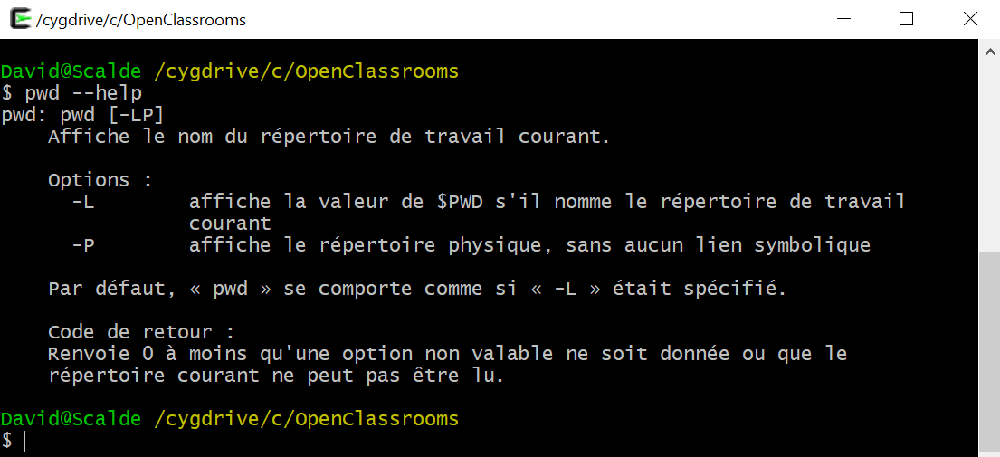 /cygdrive/c/OpenClassrooms
David@Scalde /cygdrive/c/OpenClassrooms
$ pwd --help
pwd: pwd [-LP]
Affiche le nom du répertoire de travail courant.
Options :
-L affiche la valeur de $PWD s'il nomme le répertoire de travail
courant
-P affiche le répertoire physique, sans aucun lien symbolique
Par défaut, « pwd » se comporte comme si « -L » était spécifié.
Code de retour :
Renvoie 0 à moins qu'une option non valable ne soit donnée ou que le
répertoire courant ne peut pas être lu.
David@Scalde /cygdrive/c/OpenClassrooms
$